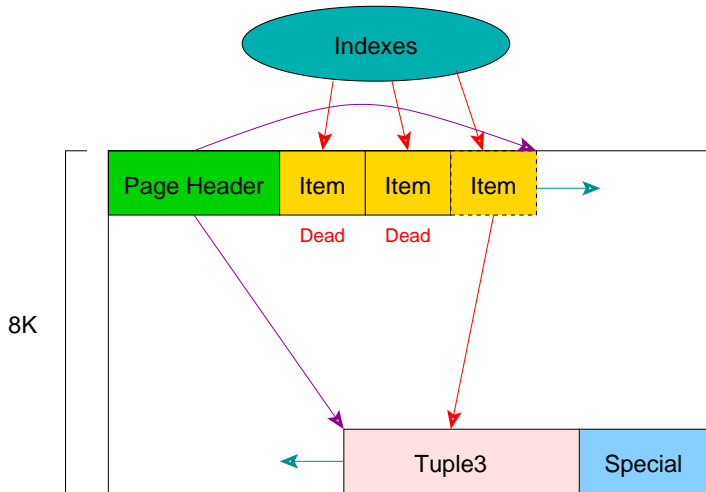 Indexes
Page Header Item Item Item
Dead Dead
8K
Tuple3 Special